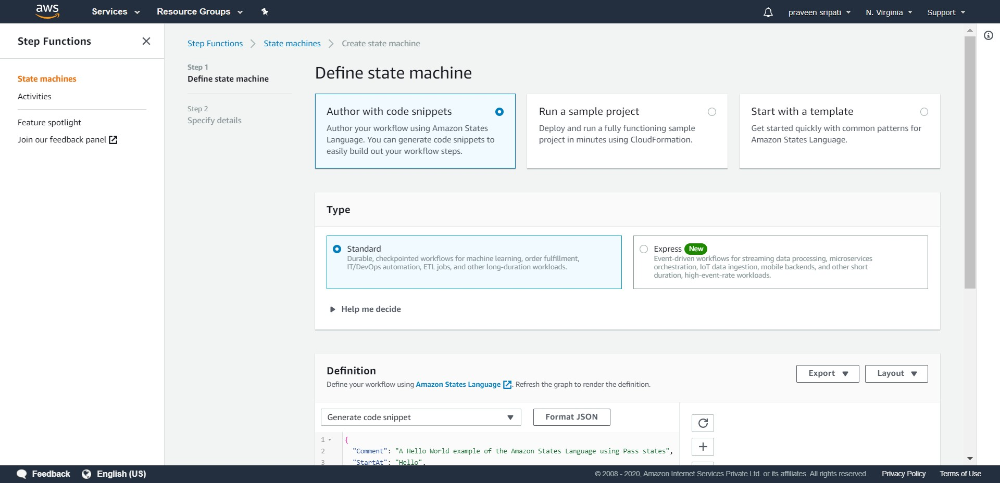 aws
Services
Resource Groups
praveen sripati
N. Virginia
Support
Step Functions
State machines
Activities
Feature spotlight
Join our feedback panel
Step Functions
State machines
Create state machine
Step 1
Define state machine
Step 2
Specify details
Define state machine
Author with code snippets
Author your workflow using Amazon States
Language. You can generate code snippets to
easily build out your workflow steps.
Run a sample project
Deploy and run a fully functioning sample
project in minutes using CloudFormation.
Start with a template
Get started quickly with common patterns for
Amazon States Language.
Type
Standard
Durable, checkpointed workflows for machine learning, order fulfillment,
IT/DevOps automation, ETL jobs, and other long-duration workloads.
Express New
Event-driven workflows for streaming data processing, microservices
orchestration, IoT data ingestion, mobile backends, and other short
duration, high-event-rate workloads.
Help me decide
Definition
Define your workflow using Amazon States Language . Refresh the graph to render the definition.
Export
Layout
Generate code snippet
Format JSON
1 {
2 "Comment": "A Hello World example of the Amazon States Language using Pass states",
3 "StartAt": "Hello",
Feedback
English (US)
© 2008 - 2020, Amazon Internet Services Private Ltd. or its affiliates. All rights reserved.
Privacy Policy
Terms of Use